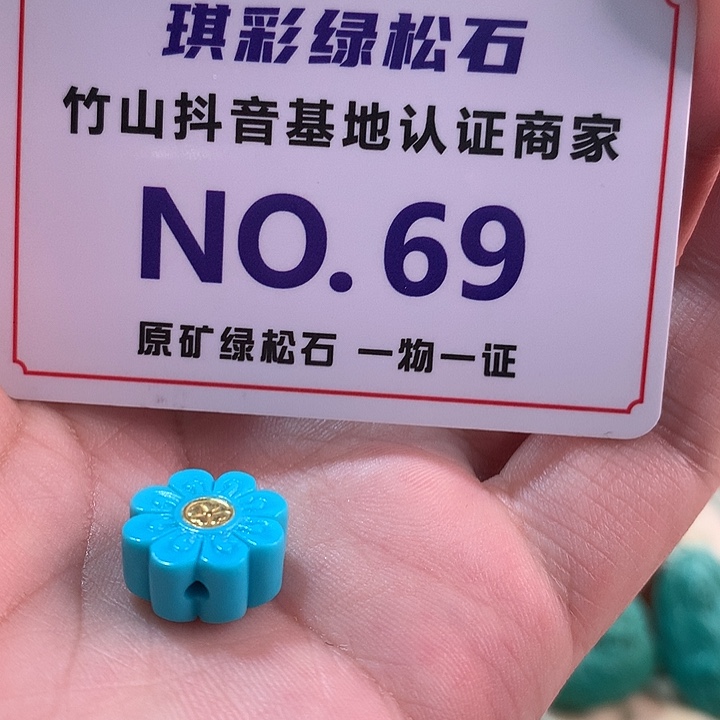 琪彩绿松石
竹山抖音基地认证商家
NO.69
原矿绿松石 一物一证